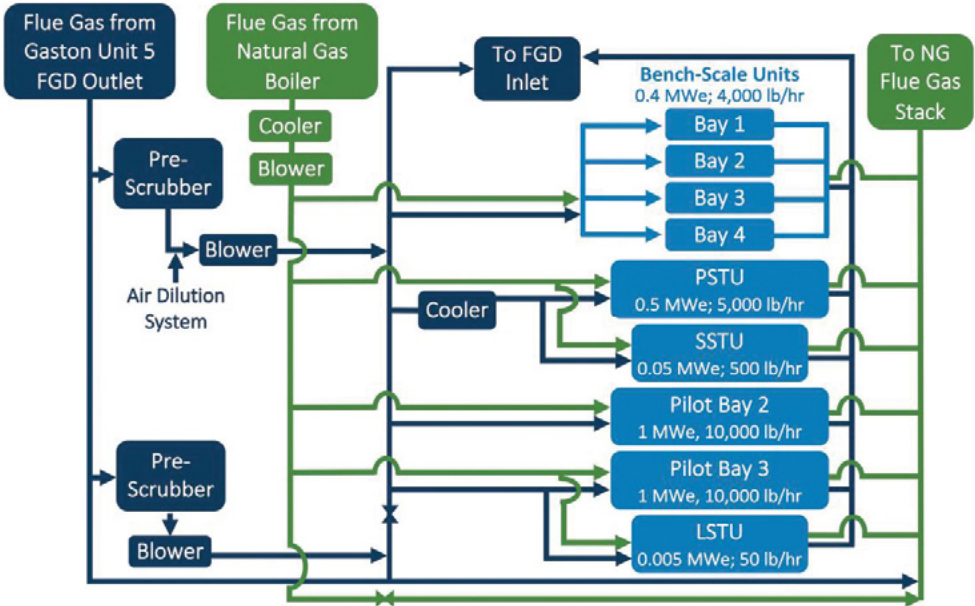 Flue Gas from
Gaston Unit 5
FGD Outlet
Flue Gas from
Natural Gas
Boiler
To FGD
Inlet
To NG
Flue Gas
Stack
Bench-Scale Units
0.4 MWe; 4,000 lb/hr
Cooler
Blower
Bay 1
Bay 2
Bay 3
Bay 4
Pre-
Scrubber
Blower
Air Dilution
System
Cooler
PSTU
0.5 MWe; 5,000 lb/hr
SSTU
0.05 MWe; 500 lb/hr
Pilot Bay 2
1 MWe, 10,000 lb/hr
Pre-
Scrubber
Blower
Pilot Bay 3
1 MWe, 10,000 lb/hr
LSTU
0.005 MWe; 50 lb/hr